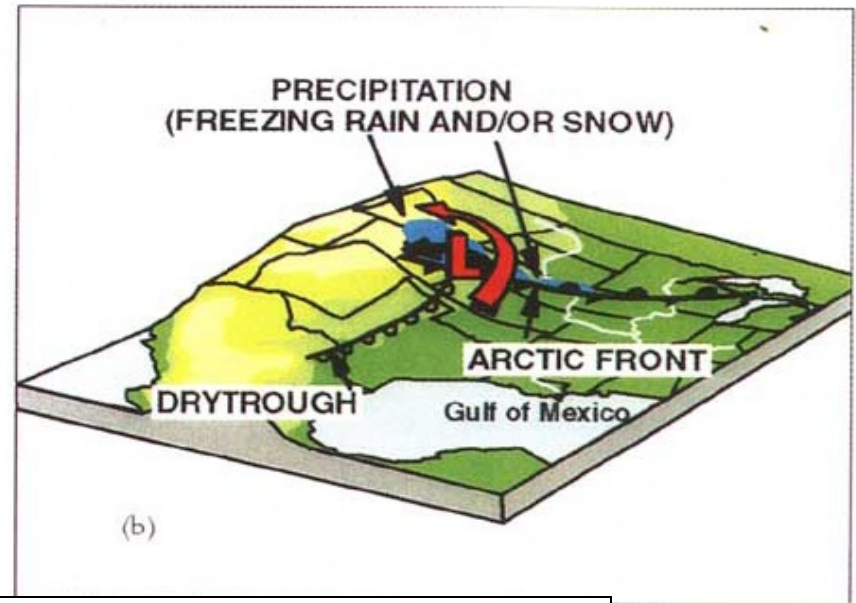 PRECIPITATION
(FREEZING RAIN AND/OR SNOW)
L
ARCTIC FRONT
DRYTROUGH
Gulf of Mexico
(b)